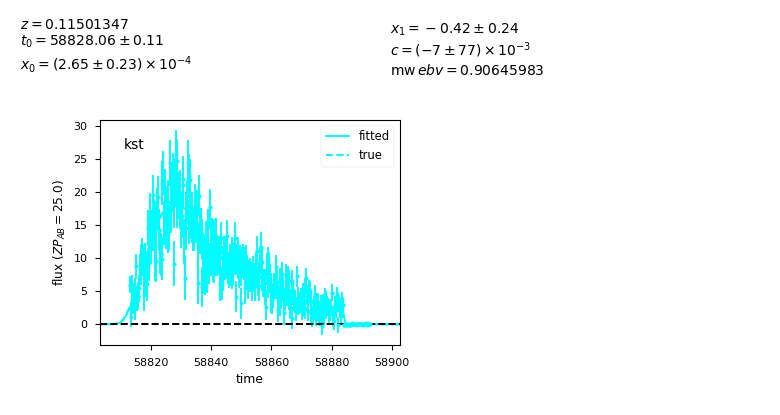 z = 0.11501347
t₀ = 58828.06 ± 0.11
x₀ = (2.65 ± 0.23) × 10⁻⁴
x₁ = − 0.42 ± 0.24
c = (−7 ± 77) × 10⁻³
mw ebv = 0.90645983
kst
fitted
true
30
25
20
15
10
5
0
flux (ZP_AB = 25.0)
58820 58840 58860 58880 58900
time